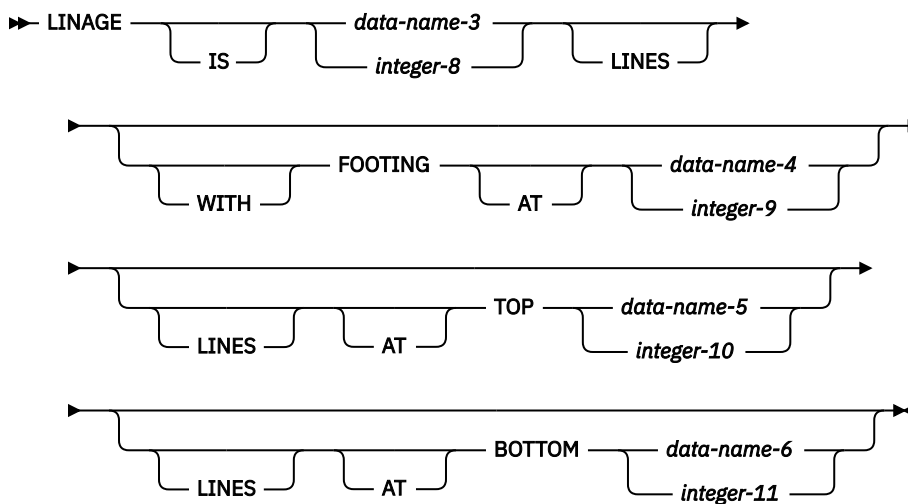 LINAGE data-name-3
IS integer-8 LINES
FOOTING data-name-4
WITH AT integer-9
TOP data-name-5
LINES AT integer-10
BOTTOM data-name-6
LINES AT integer-11